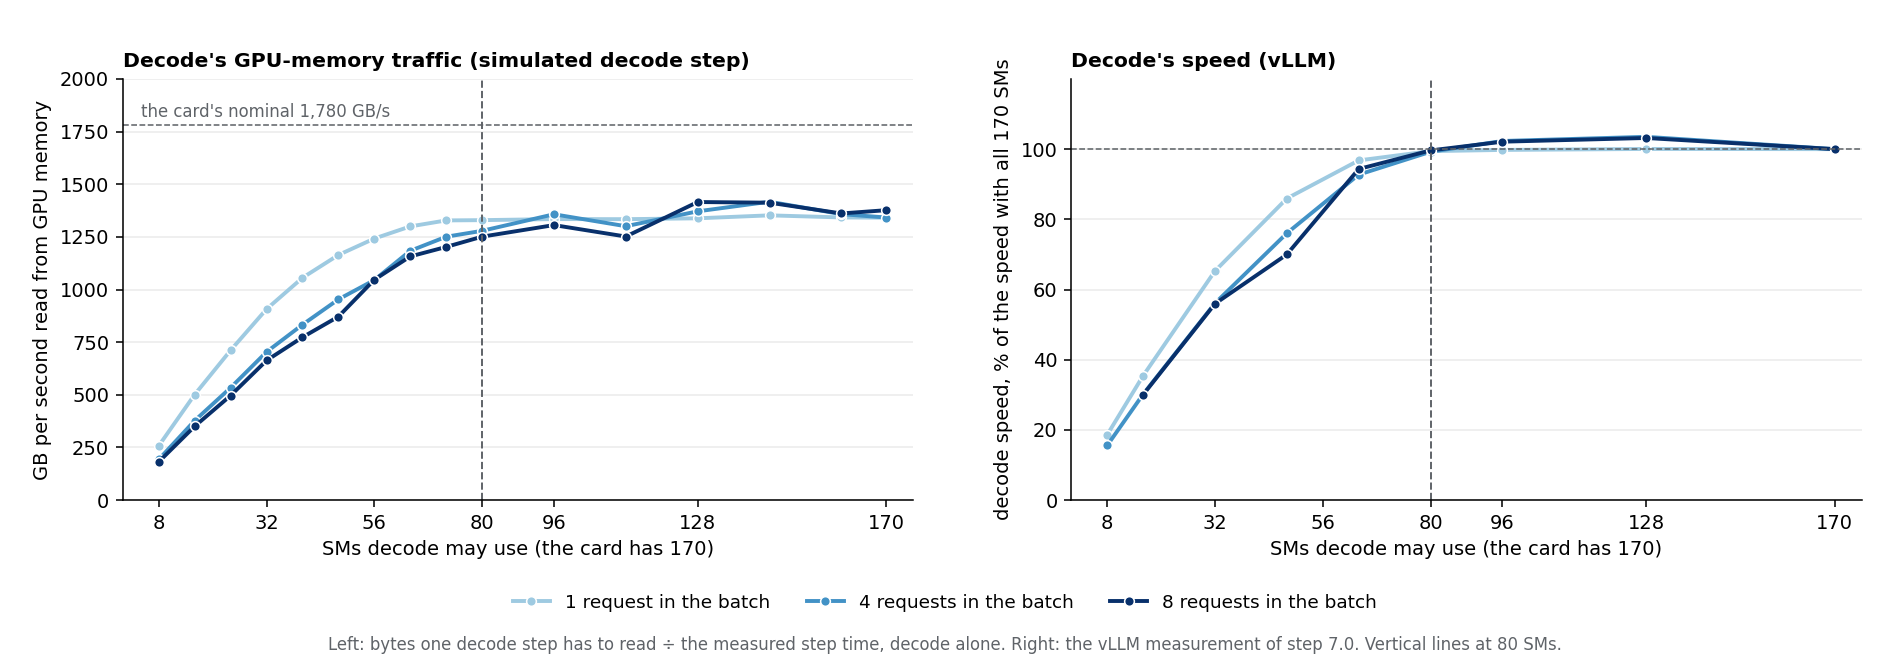 Decode's GPU-memory traffic (simulated decode step)
GB per second read from GPU memory
2000
1750
1500
1250
1000
750
500
250
0
the card's nominal 1,780 GB/s
8 32 56 80 96 128 170
SMs decode may use (the card has 170)
Decode's speed (vLLM)
decode speed, % of the speed with all 170 SMs
100
80
60
40
20
0
8 32 56 80 96 128 170
SMs decode may use (the card has 170)
1 request in the batch 4 requests in the batch 8 requests in the batch
Left: bytes one decode step has to read ÷ the measured step time, decode alone. Right: the vLLM measurement of step 7.0. Vertical lines at 80 SMs.